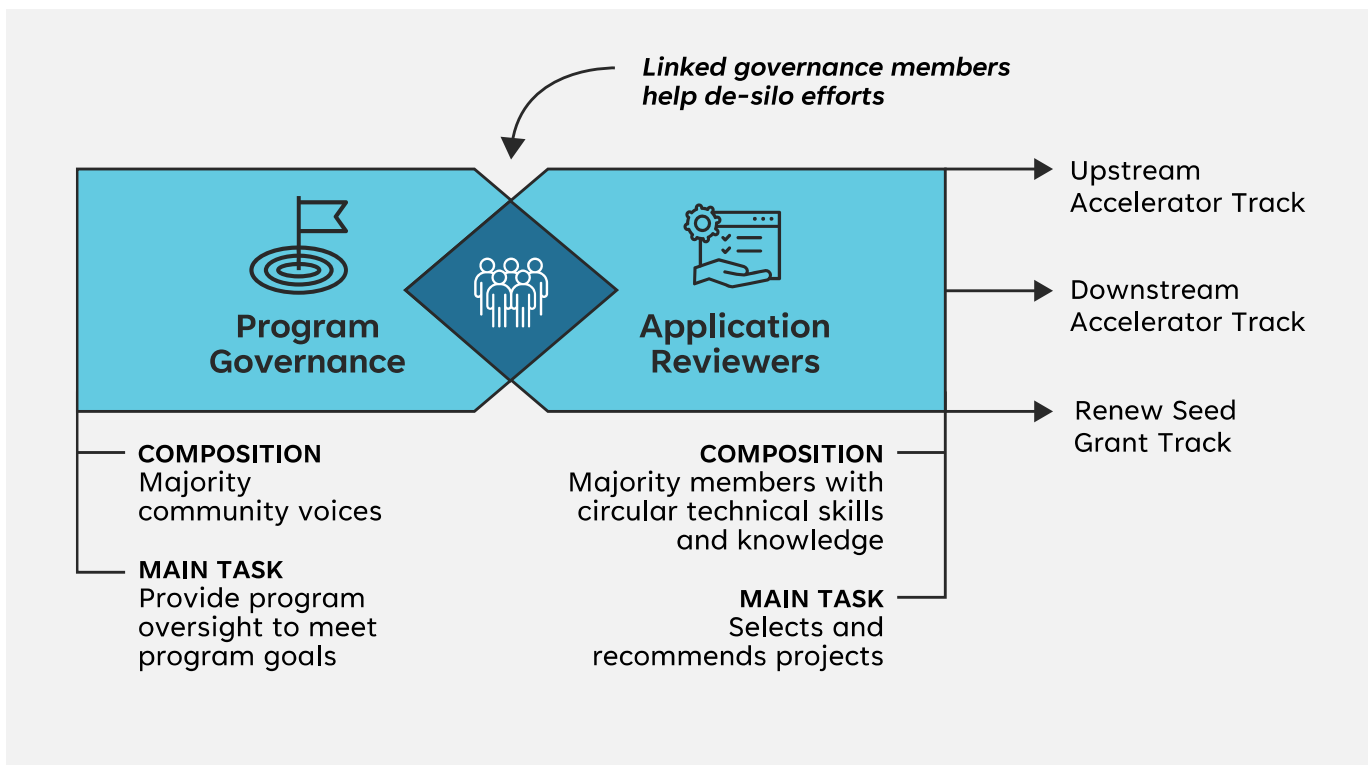 Linked governance members
help de-silo efforts
Program
Governance
Application
Reviewers
Upstream
Accelerator Track
Downstream
Accelerator Track
Renew Seed
Grant Track
COMPOSITION
Majority
community voices
MAIN TASK
Provide program
oversight to meet
program goals
COMPOSITION
Majority members with
circular technical skills
and knowledge
MAIN TASK
Selects and
recommends projects